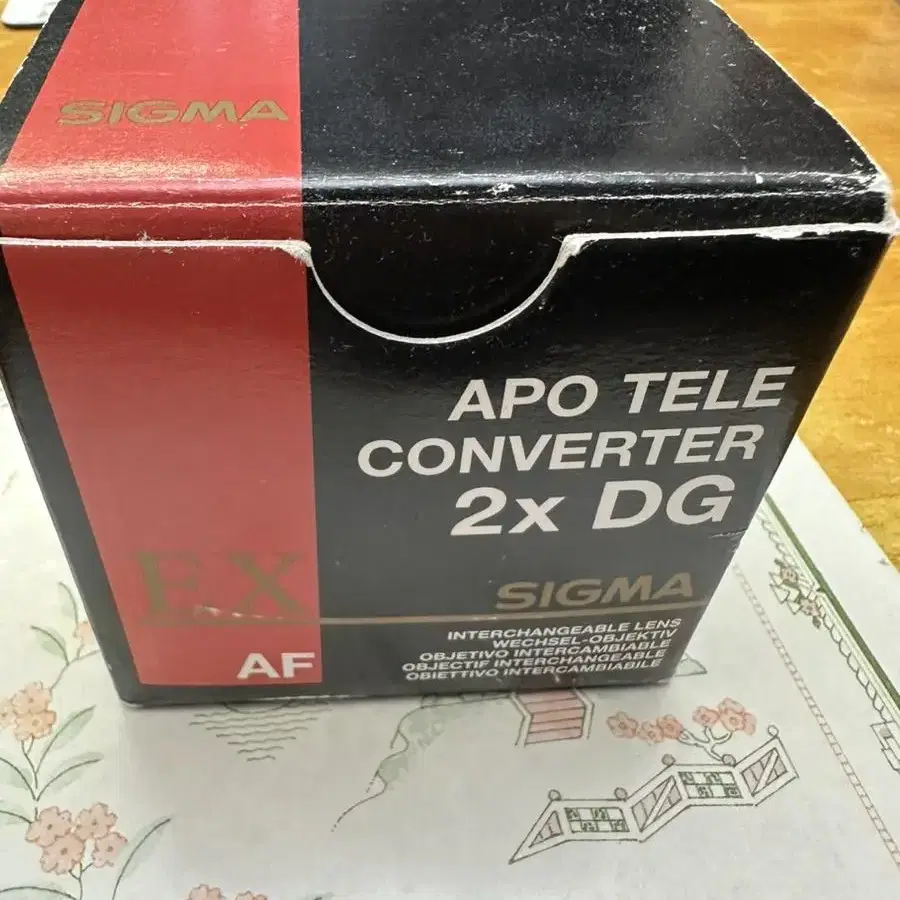 SIGMA
APO TELE
CONVERTER
2x DG
EX
SIGMA
AF
INTERCHANGEABLE LENS
WECHSEL-OBJEKTIV
OBJETIVO INTERCAMBIABLE
OBJECTIF INTERCHANGEABLE
OBIETTIVO INTERCAMBIABILE